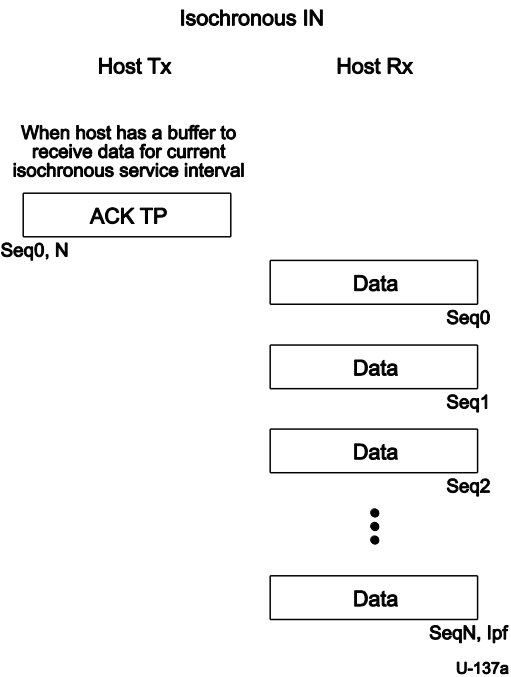 Isochronous IN
Host Tx
Host Rx
When host has a buffer to
receive data for current
isochronous service interval
ACK TP
Seq0, N
Data
Seq0
Data
Seq1
Data
Seq2
Data
SeqN, lpf
U-137a